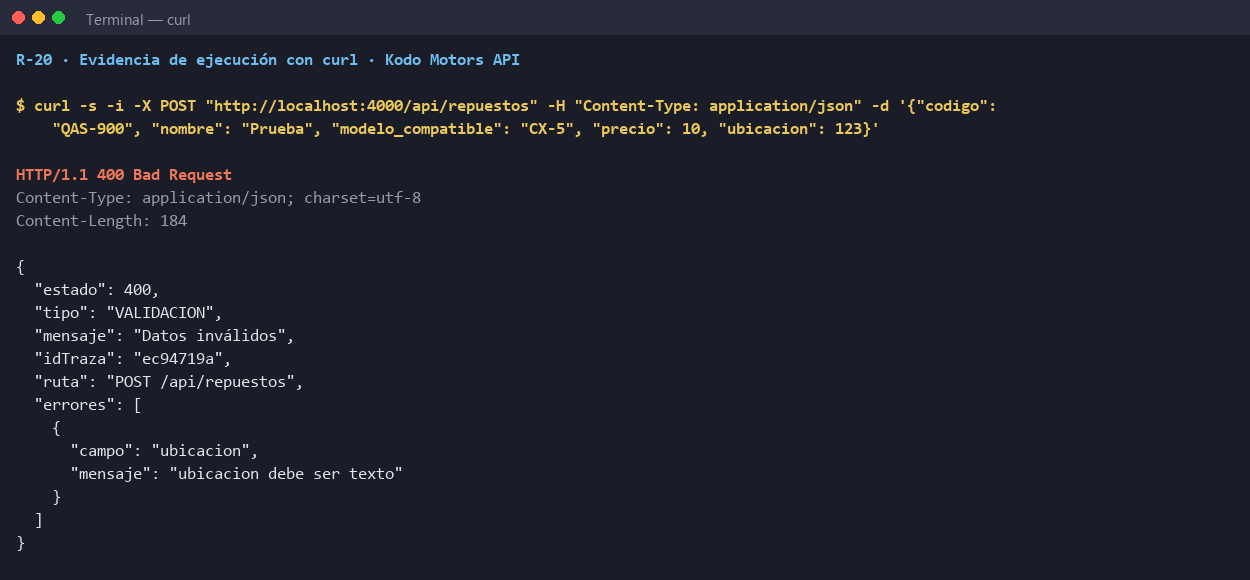 Terminal — curl
R-20 · Evidencia de ejecución con curl · Kodo Motors API
$ curl -s -i -X POST "http://localhost:4000/api/repuestos" -H "Content-Type: application/json" -d '{"codigo":
"QAS-900", "nombre": "Prueba", "modelo_compatible": "CX-5", "precio": 10, "ubicacion": 123}'
HTTP/1.1 400 Bad Request
Content-Type: application/json; charset=utf-8
Content-Length: 184
{
  "estado": 400,
  "tipo": "VALIDACION",
  "mensaje": "Datos inválidos",
  "idTraza": "ec94719a",
  "ruta": "POST /api/repuestos",
  "errores": [
    {
      "campo": "ubicacion",
      "mensaje": "ubicacion debe ser texto"
    }
  ]
}